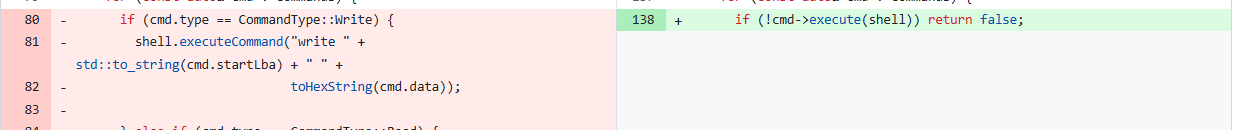 80 - if (cmd.type == CommandType::Write) {
81 - shell.executeCommand("write " +
std::to_string(cmd.startLba) + " " +
82 - toHexString(cmd.data));
83 -
138 + if (!cmd->execute(shell)) return false;